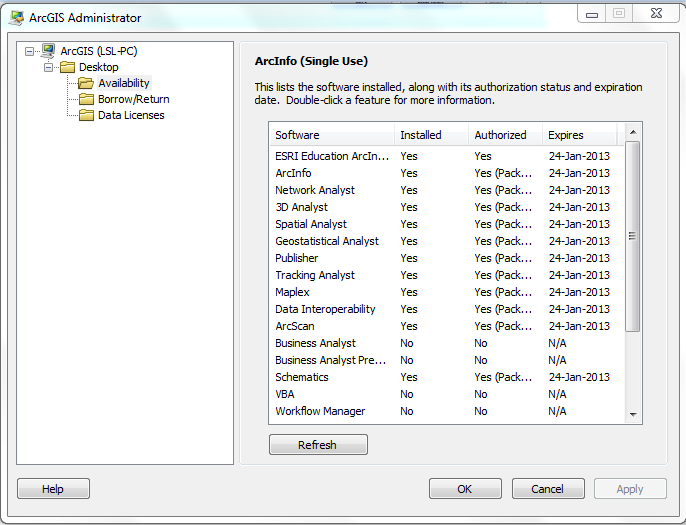 ArcGIS Administrator
ArcGIS (LSL-PC)
Desktop
Availability
Borrow/Return
Data Licenses
ArcInfo (Single Use)
This lists the software installed, along with its authorization status and expiration
date. Double-click a feature for more information.
Software Installed Authorized Expires
ESRI Education ArcIn... Yes Yes 24-Jan-2013
ArcInfo Yes Yes (Pack... 24-Jan-2013
Network Analyst Yes Yes (Pack... 24-Jan-2013
3D Analyst Yes Yes (Pack... 24-Jan-2013
Spatial Analyst Yes Yes (Pack... 24-Jan-2013
Geostatistical Analyst Yes Yes (Pack... 24-Jan-2013
Publisher Yes Yes (Pack... 24-Jan-2013
Tracking Analyst Yes Yes (Pack... 24-Jan-2013
Maplex Yes Yes (Pack... 24-Jan-2013
Data Interoperability Yes Yes (Pack... 24-Jan-2013
ArcScan Yes Yes (Pack... 24-Jan-2013
Business Analyst No No N/A
Business Analyst Pre... No No N/A
Schematics Yes Yes (Pack... 24-Jan-2013
VBA No No N/A
Workflow Manager No No N/A
Refresh
Help OK Cancel Apply